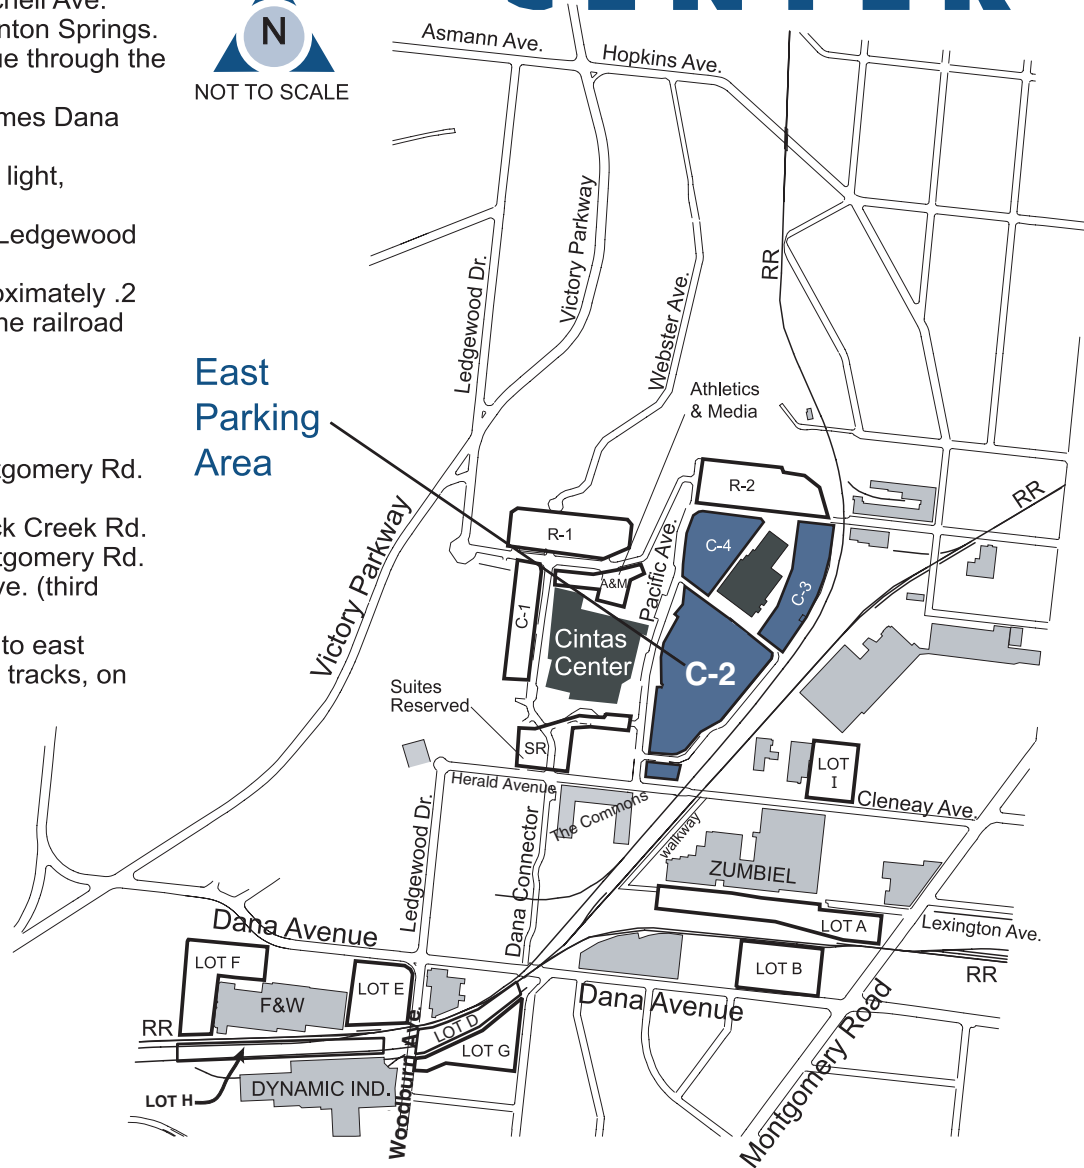 CENTER
nton Springs.
ue through the
mes Dana
light,
Ledgewood
oximately .2
ne railroad
tgomery Rd.
ck Creek Rd.
tgomery Rd.
ve. (third
to east
tracks, on
N
NOT TO SCALE
Asmann Ave.
Hopkins Ave.
Victory Parkway
RR
Ledgewood Dr.
Webster Ave.
East
Parking
Area
Athletics
& Media
R-2
RR
R-1
C-4
Pacific Ave.
A&M
C-3
C-1
Victory Parkway
Cintas
Center
C-2
Suites
Reserved
SR
LOT
I
Herald Avenue
Cleneay Ave.
The Commons
walkway
Ledgewood Dr.
Dana Connector
ZUMBIEL
Dana Avenue
LOT A
Lexington Ave.
LOT F
LOT E
LOT B
RR
F&W
Dana Avenue
RR
LOT D
LOT G
Woodburn Ave.
Montgomery Road
DYNAMIC IND.
LOT H